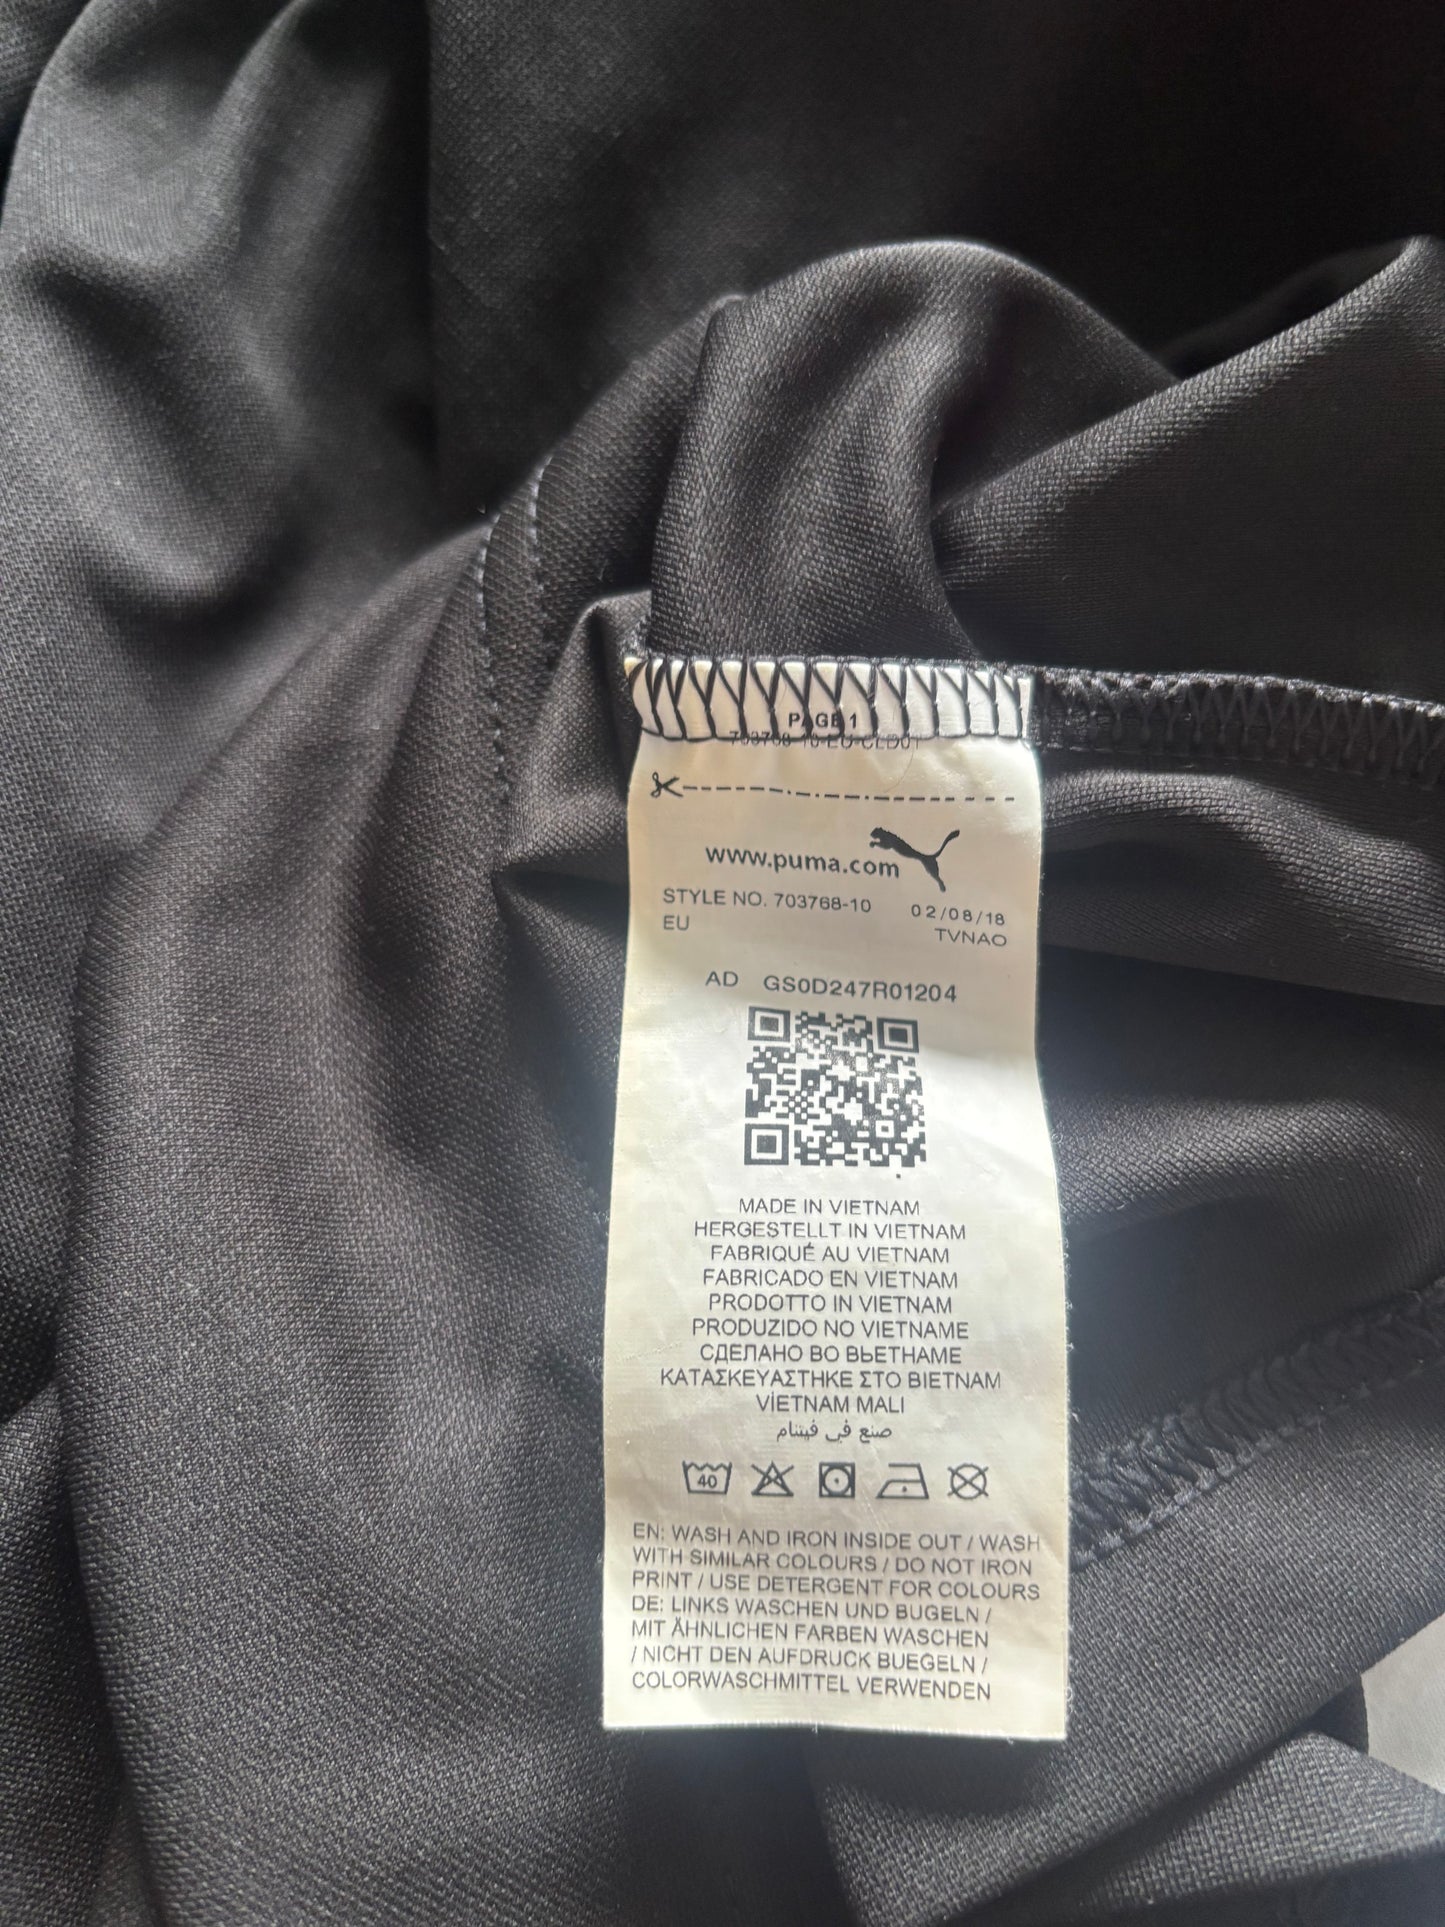 PAGE 1
703768-10-EU-CLD01
www.puma.com
STYLE NO. 703768-10 02/08/18
EU TVNAO
AD GS0D247R01204
MADE IN VIETNAM
HERGESTELLT IN VIETNAM
FABRIQUÉ AU VIETNAM
FABRICADO EN VIETNAM
PRODOTTO IN VIETNAM
PRODUZIDO NO VIETNAME
СДЕЛАНО ВО ВЬЕТНАМЕ
ΚΑΤΑΣΚΕΥΑΣΤΗΚΕ ΣΤΟ ΒΙΕΤΝΑΜ
VİETNAM MALI
صنع في فيتنام
40
EN: WASH AND IRON INSIDE OUT / WASH
WITH SIMILAR COLOURS / DO NOT IRON
PRINT / USE DETERGENT FOR COLOURS
DE: LINKS WASCHEN UND BUGELN /
MIT ÄHNLICHEN FARBEN WASCHEN
/ NICHT DEN AUFDRUCK BUEGELN /
COLORWASCHMITTEL VERWENDEN